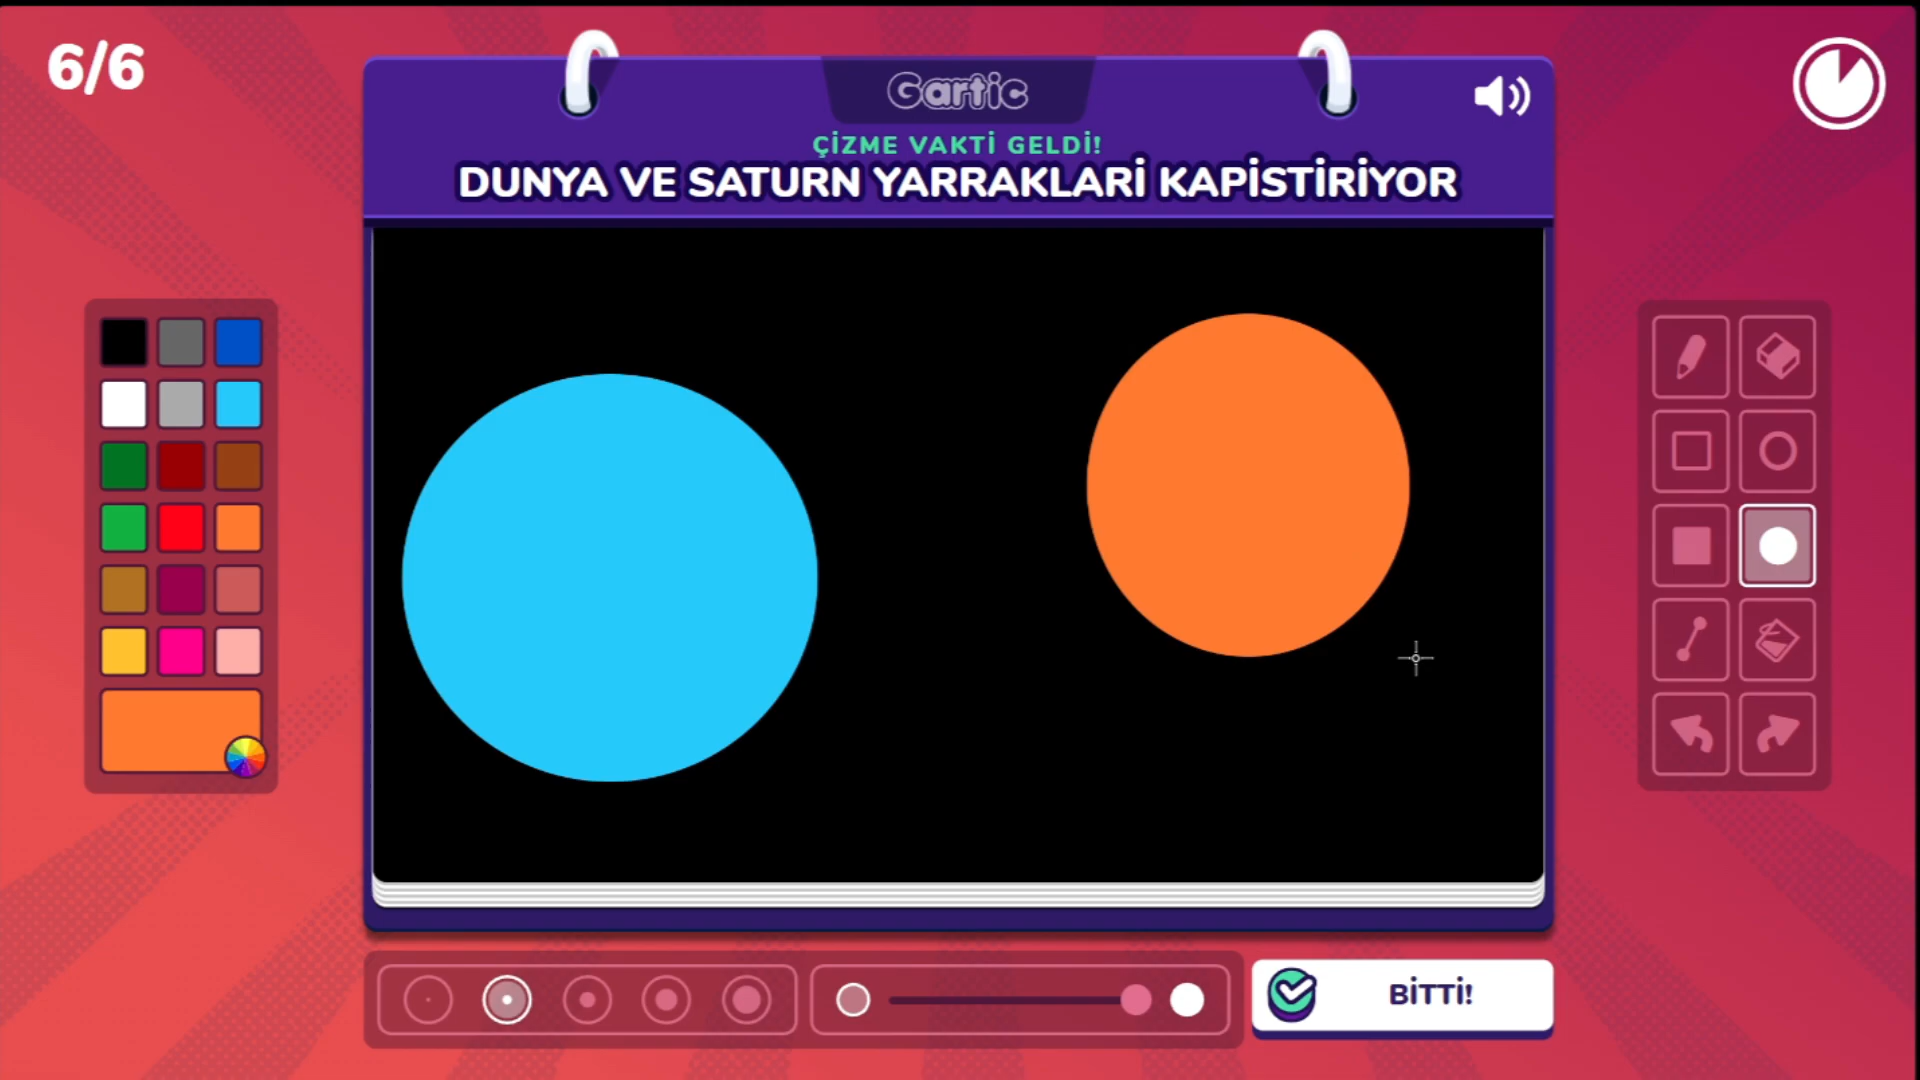 6/6
Gartic
ÇİZME VAKTİ GELDİ!
DUNYA VE SATURN YARRAKLARİ KAPİSTİRİYOR
BİTTİ!